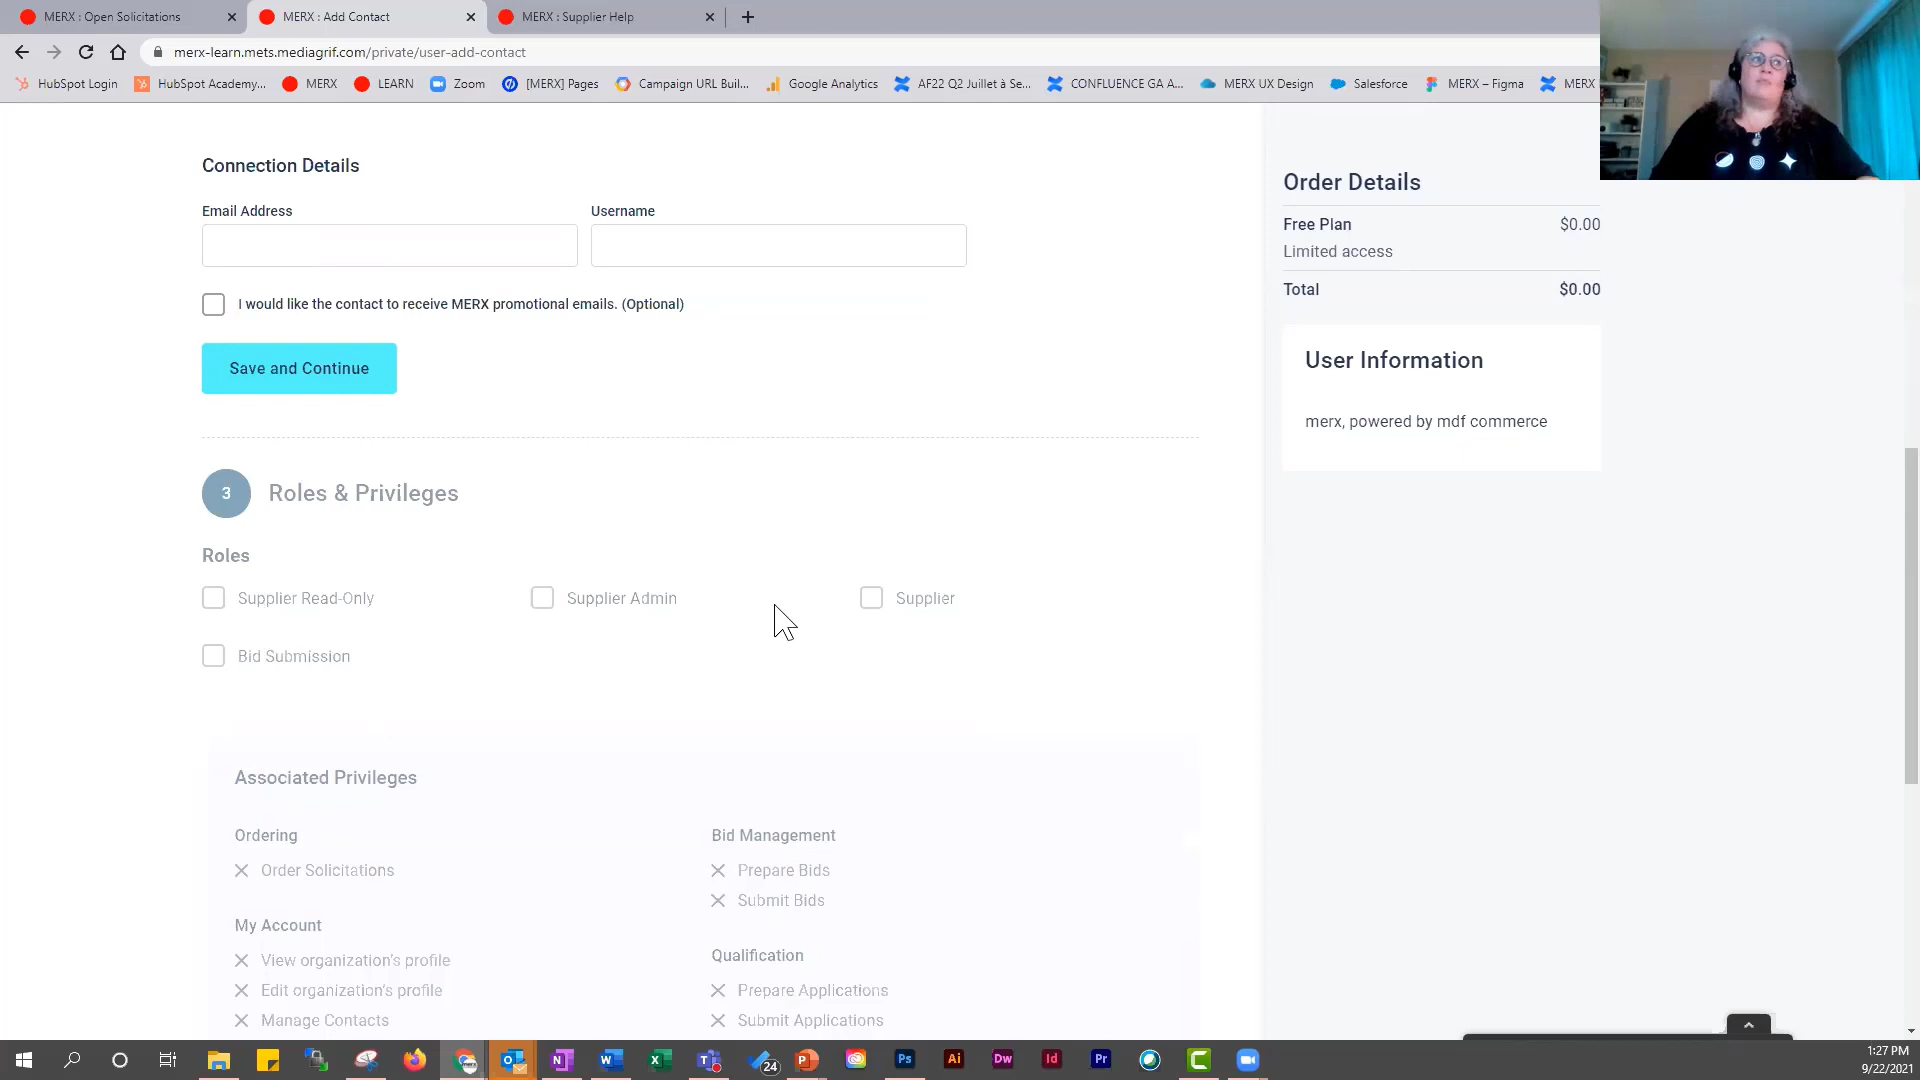 MERX : Open Solicitations
MERX : Add Contact
MERX : Supplier Help
merx-learn.mets.mediagrif.com/private/user-add-contact
HubSpot Login
HubSpot Academy...
MERX
LEARN
Zoom
[MERX] Pages
Campaign URL Buil...
Google Analytics
AF22 Q2 Juillet à Se...
CONFLUENCE GA A...
MERX UX Design
Salesforce
MERX – Figma
MERX
Connection Details
Email Address
Username
I would like the contact to receive MERX promotional emails. (Optional)
Save and Continue
3 Roles & Privileges
Roles
Supplier Read-Only
Supplier Admin
Supplier
Bid Submission
Associated Privileges
Ordering
Order Solicitations
My Account
View organization's profile
Edit organization's profile
Manage Contacts
Bid Management
Prepare Bids
Submit Bids
Qualification
Prepare Applications
Submit Applications
Order Details
Free Plan $0.00
Limited access
Total $0.00
User Information
merx, powered by mdf commerce
24
Ps
Ai
Dw
Id
Pr
1:27 PM
9/22/2021